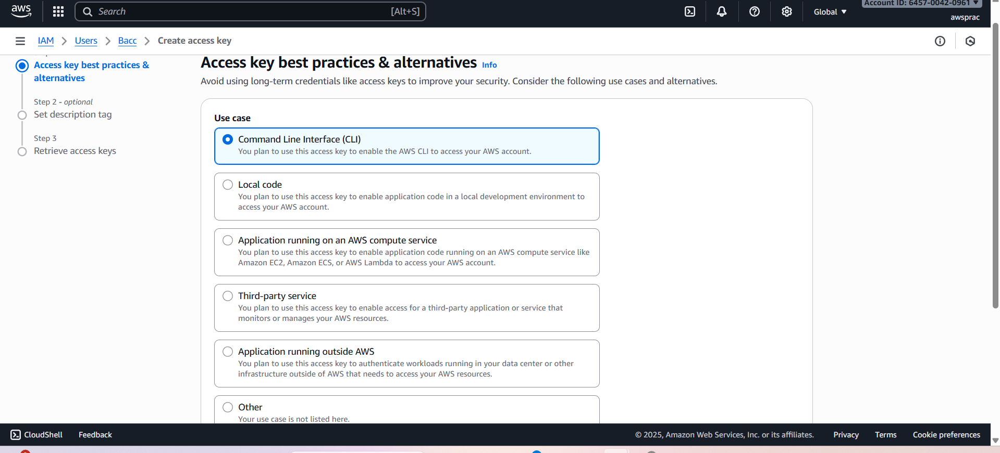 aws
Search
[Alt+S]
Global
Account ID: 6457-0042-0961
awsprac
IAM
Users
Bacc
Create access key
Access key best practices &
alternatives
Step 2 - optional
Set description tag
Step 3
Retrieve access keys
Access key best practices & alternatives Info
Avoid using long-term credentials like access keys to improve your security. Consider the following use cases and alternatives.
Use case
Command Line Interface (CLI)
You plan to use this access key to enable the AWS CLI to access your AWS account.
Local code
You plan to use this access key to enable application code in a local development environment to
access your AWS account.
Application running on an AWS compute service
You plan to use this access key to enable application code running on an AWS compute service like
Amazon EC2, Amazon ECS, or AWS Lambda to access your AWS account.
Third-party service
You plan to use this access key to enable access for a third-party application or service that
monitors or manages your AWS resources.
Application running outside AWS
You plan to use this access key to authenticate workloads running in your data center or other
infrastructure outside of AWS that needs to access your AWS resources.
Other
Your use case is not listed here.
CloudShell
Feedback
© 2025, Amazon Web Services, Inc. or its affiliates.
Privacy
Terms
Cookie preferences